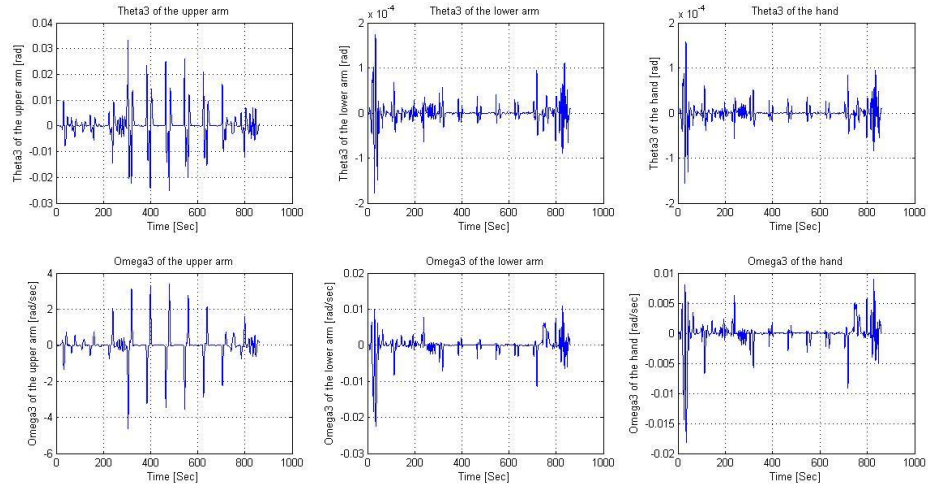 Theta3 of the upper arm
Theta3 of the upper arm [rad]
0.04
0.03
0.02
0.01
0
-0.01
-0.02
-0.03
0 200 400 600 800 1000
Time [Sec]
Theta3 of the lower arm
x 10-4
Theta3 of the lower arm [rad]
2
1
0
-1
-2
0 200 400 600 800 1000
Time [Sec]
Theta3 of the hand
x 10-4
Theta3 of the hand [rad]
2
1
0
-1
-2
0 200 400 600 800 1000
Time [Sec]
Omega3 of the upper arm
Omega3 of the upper arm [rad/sec]
4
2
0
-2
-4
-6
0 200 400 600 800 1000
Time [Sec]
Omega3 of the lower arm
Omega3 of the lower arm [rad/sec]
0.02
0.01
0
-0.01
-0.02
-0.03
0 200 400 600 800 1000
Time [Sec]
Omega3 of the hand
Omega3 of the hand [rad/sec]
0.01
0.005
0
-0.005
-0.01
-0.015
-0.02
0 200 400 600 800 1000
Time [Sec]